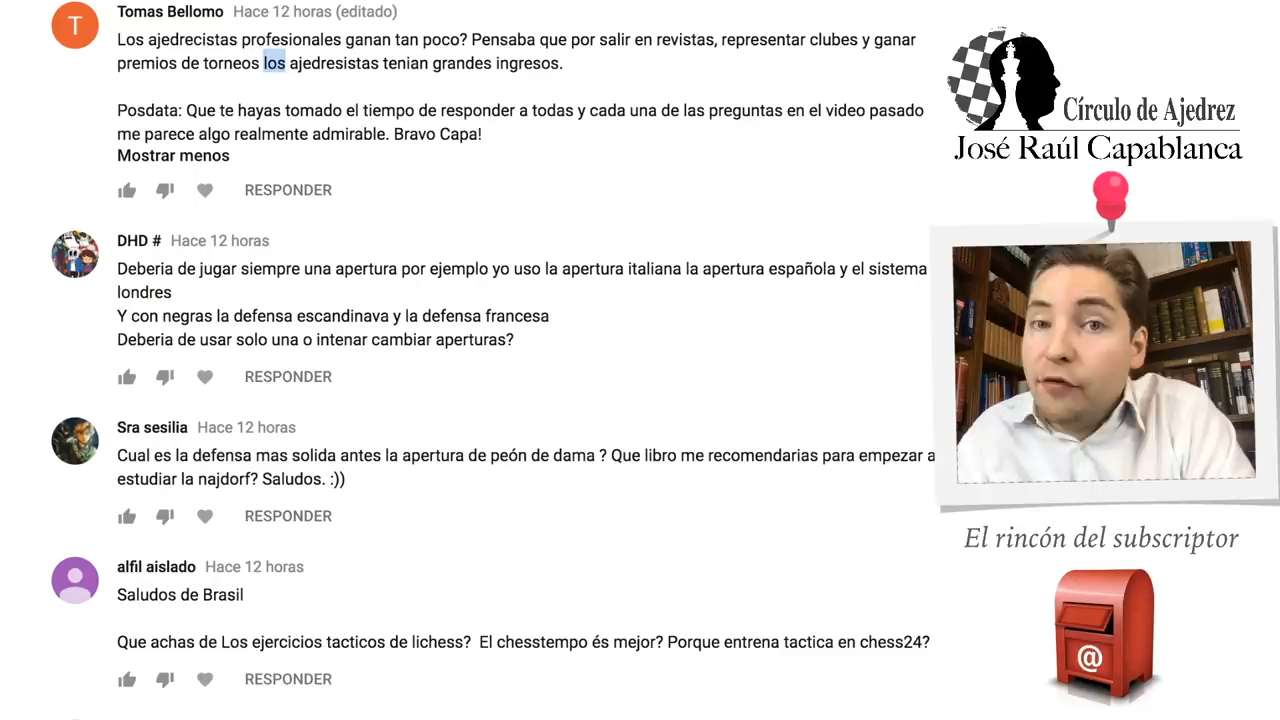 T
Tomas Bellomo Hace 12 horas (editado)
Los ajedrecistas profesionales ganan tan poco? Pensaba que por salir en revistas, representar clubes y ganar
premios de torneos los ajedresistas tenian grandes ingresos.
Posdata: Que te hayas tomado el tiempo de responder a todas y cada una de las preguntas en el video pasado
me parece algo realmente admirable. Bravo Capa!
Mostrar menos
RESPONDER
DHD # Hace 12 horas
Deberia de jugar siempre una apertura por ejemplo yo uso la apertura italiana la apertura española y el sistema
londres
Y con negras la defensa escandinava y la defensa francesa
Deberia de usar solo una o intenar cambiar aperturas?
RESPONDER
Sra sesilia Hace 12 horas
Cual es la defensa mas solida antes la apertura de peón de dama ? Que libro me recomendarias para empezar a
estudiar la najdorf? Saludos. :))
RESPONDER
alfil aislado Hace 12 horas
Saludos de Brasil
Que achas de Los ejercicios tacticos de lichess? El chesstempo és mejor? Porque entrena tactica en chess24?
RESPONDER
Círculo de Ajedrez
José Raúl Capablanca
El rincón del subscriptor
@